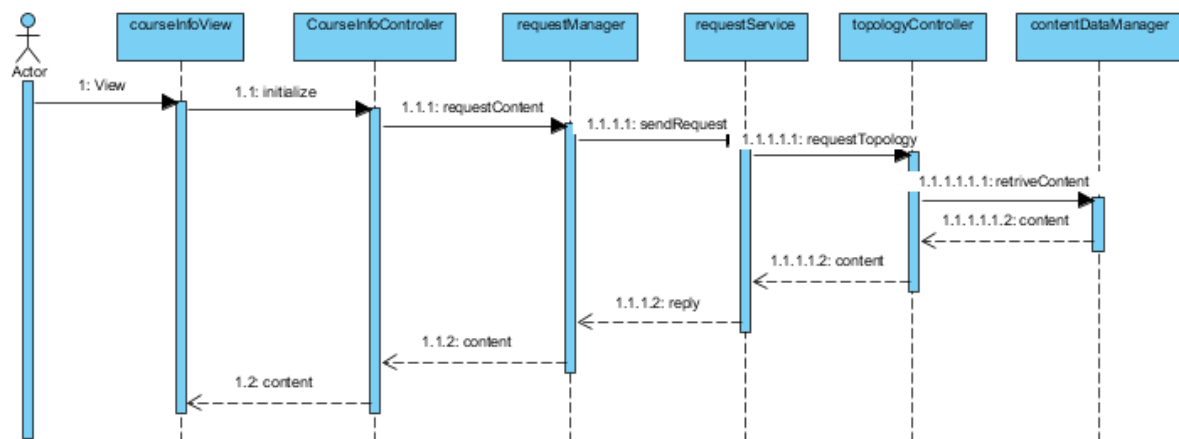 courseInfoView
CourseInfoController
requestManager
requestService
topologyController
contentDataManager
Actor
1: View
1.1: initialize
1.1.1: requestContent
1.1.1.1: sendRequest
1.1.1.1.1: requestTopology
1.1.1.1.1.1: retriveContent
1.1.1.1.1.2: content
1.1.1.1.2: content
1.1.1.2: reply
1.1.2: content
1.2: content